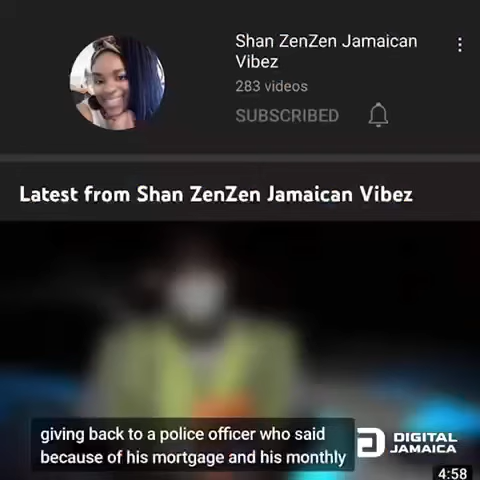 Shan ZenZen Jamaican
Vibez
283 videos
SUBSCRIBED
Latest from Shan ZenZen Jamaican Vibez
giving back to a police officer who said
because of his mortgage and his monthly
DIGITAL
JAMAICA
4:58